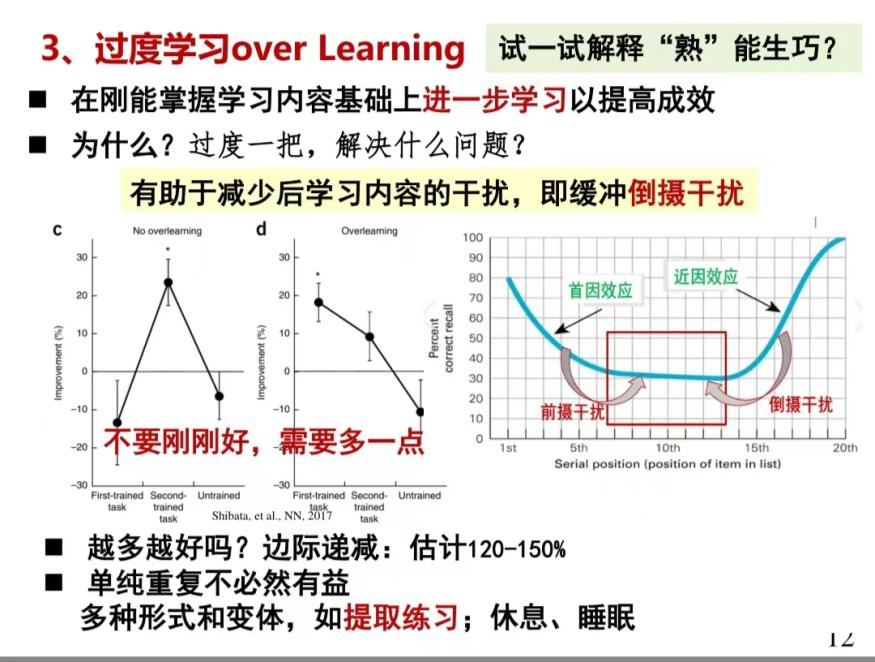 3、过度学习over Learning
试一试解释“熟”能生巧？
■ 在刚能掌握学习内容基础上进一步学习以提高成效
■ 为什么？过度一把，解决什么问题？
有助于减少后学习内容的干扰，即缓冲倒摄干扰
c
No overlearning
Improvement (%)
30
20
10
0
-10
-20
-30
*
First-trained task
Second-trained task
Untrained
d
Overlearning
Improvement (%)
30
20
10
0
-10
-30
*
First-trained task
Second-trained task
Untrained
不要刚刚好，需要多一点
Shibata, et al., NN, 2017
Percent correct recall
100
90
80
70
60
50
40
30
20
10
0
首因效应
近因效应
前摄干扰
倒摄干扰
1st
5th
10th
15th
20th
Serial position (position of item in list)
■ 越多越好吗？边际递减：估计120-150%
■ 单纯重复不必然有益
多种形式和变体，如提取练习；休息、睡眠
12